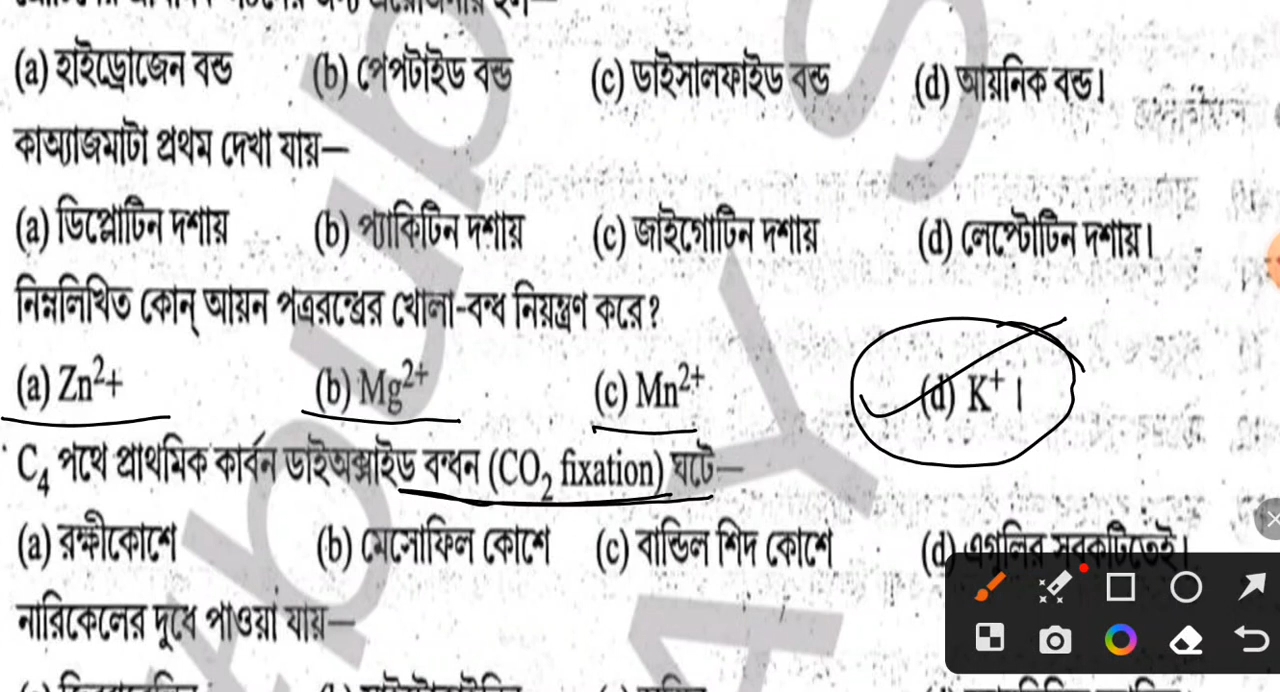 (a) হাইড্রোজেন বন্ড (b) পেপটাইড বন্ড (c) ডাইসালফাইড বন্ড (d) আয়নিক বন্ড।
কায়্যাজমাটা প্রথম দেখা যায়—
(a) ডিপ্লোটিন দশায় (b) প্যাকিটিন দশায় (c) জাইগোটিন দশায় (d) লেপ্টোটিন দশায়।
নিম্নলিখিত কোন্ আয়ন পত্ররন্ধ্রের খোলা-বন্ধ নিয়ন্ত্রণ করে?
(a) Zn²+ (b) Mg²⁺ (c) Mn²⁺ (d) K⁺।
C₄ পথে প্রাথমিক কার্বন ডাইঅক্সাইড বন্ধন (CO₂ fixation) ঘটে—
(a) রক্ষীকোশে (b) মেসোফিল কোশে (c) বান্ডিল শিদ কোশে (d) এগুলির সবকটিতেই।
নারিকেলের দুধে পাওয়া যায়—